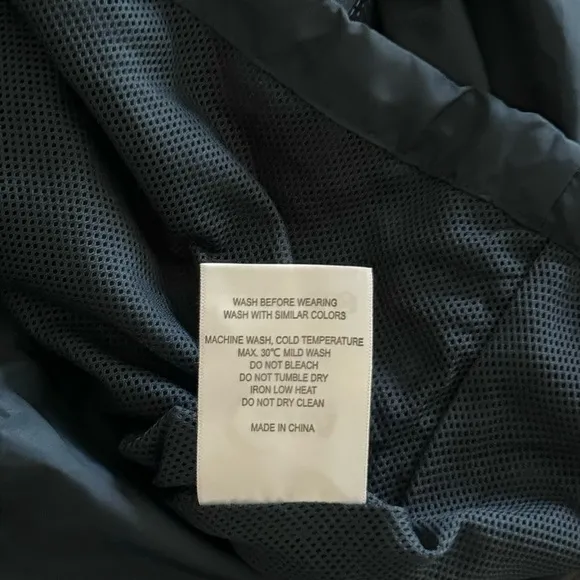 WASH BEFORE WEARING
WASH WITH SIMILAR COLORS
MACHINE WASH, COLD TEMPERATURE
MAX. 30℃ MILD WASH
DO NOT BLEACH
DO NOT TUMBLE DRY
IRON LOW HEAT
DO NOT DRY CLEAN
MADE IN CHINA